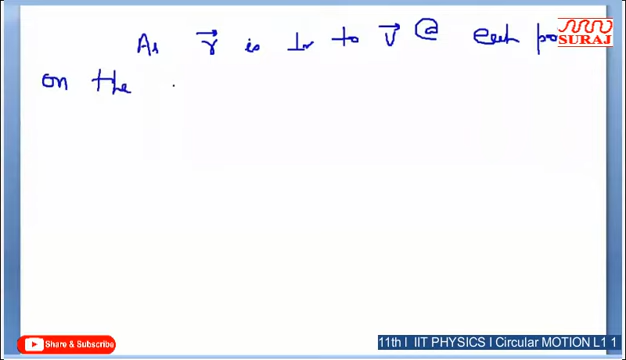 As r⃗ is ⊥r to v⃗ @ each po
SURAJ
on the
Share & Subscribe
11th I IIT PHYSICS I Circular MOTION L1 1